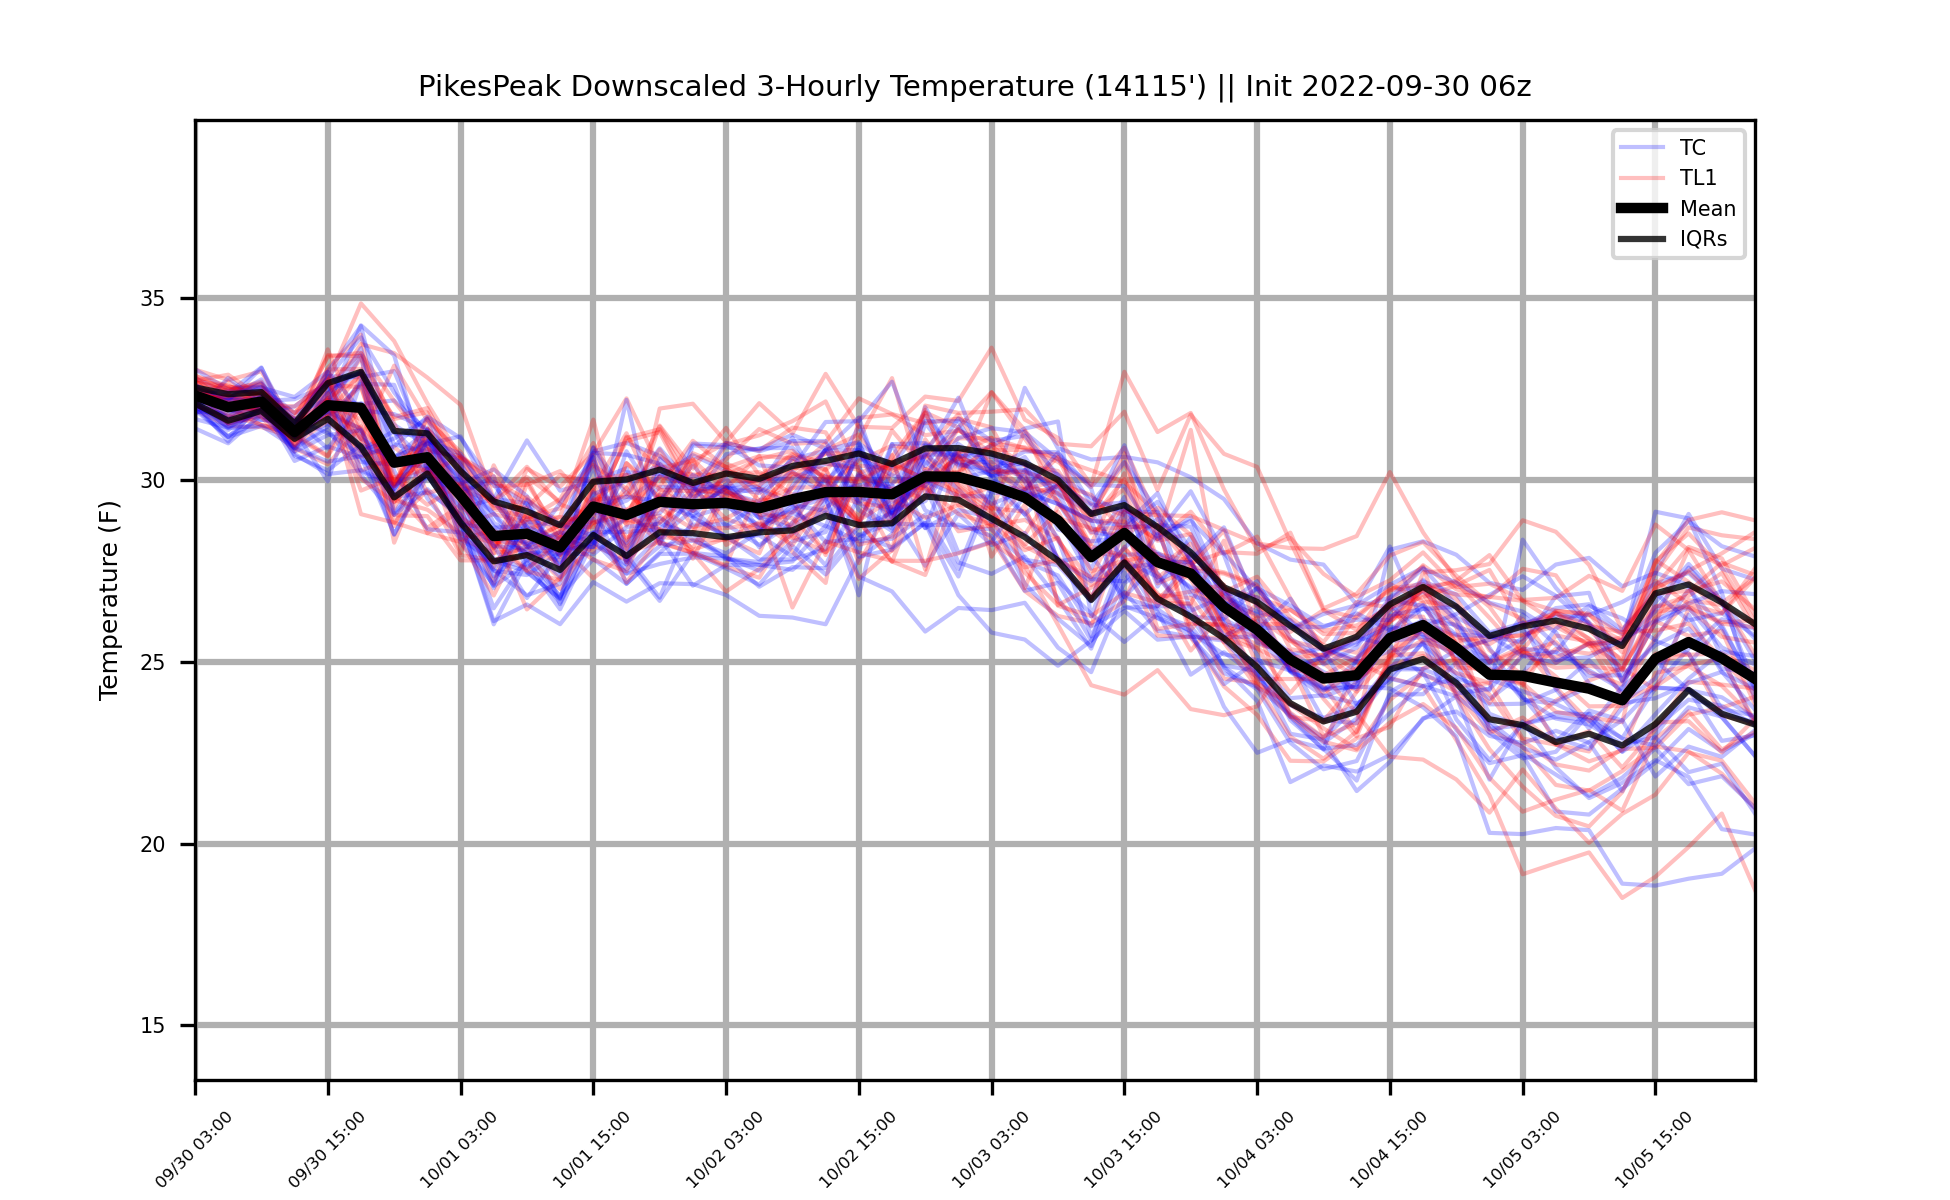 PikesPeak Downscaled 3-Hourly Temperature (14115') || Init 2022-09-30 06z
TC
TL1
Mean
IQRs
Temperature (F)
35
30
25
20
15
09/30 03:00
09/30 15:00
10/01 03:00
10/01 15:00
10/02 03:00
10/02 15:00
10/03 03:00
10/03 15:00
10/04 03:00
10/04 15:00
10/05 03:00
10/05 15:00